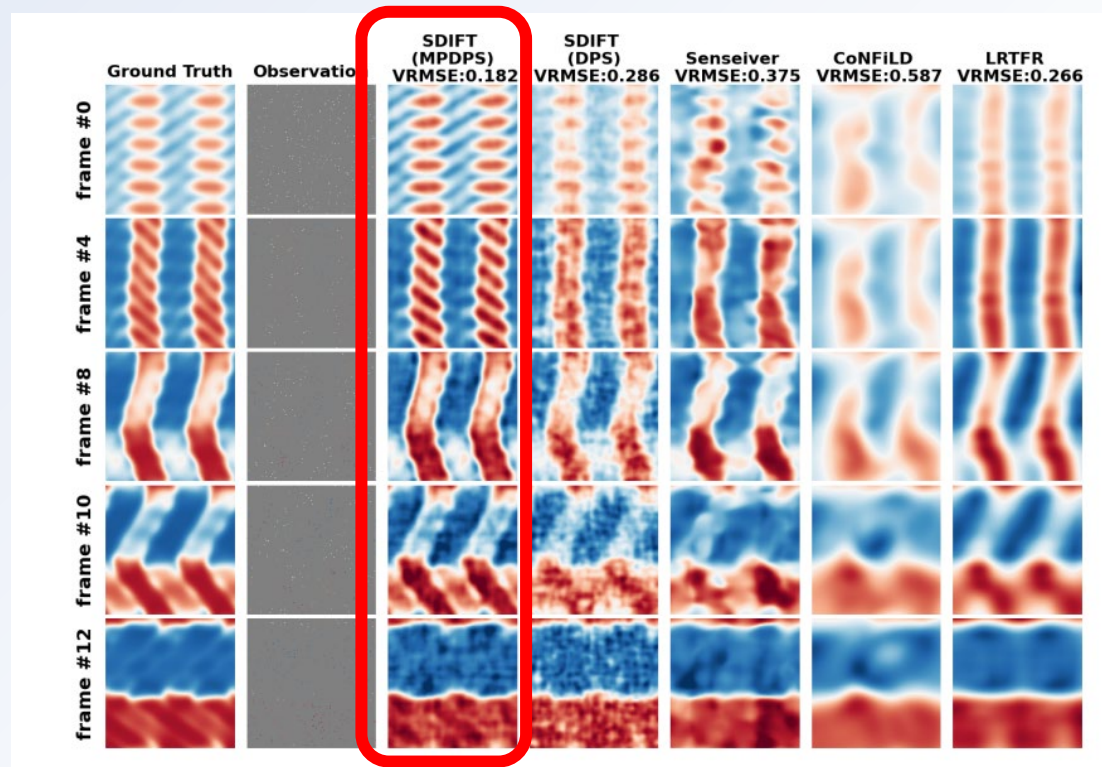 Ground Truth
Observation
SDIFT
(MPDPS)
VRMSE:0.182
SDIFT
(DPS)
VRMSE:0.286
Senseiver
VRMSE:0.375
CoNFiLD
VRMSE:0.587
LRTFR
VRMSE:0.266
frame #0
frame #4
frame #8
frame #10
frame #12